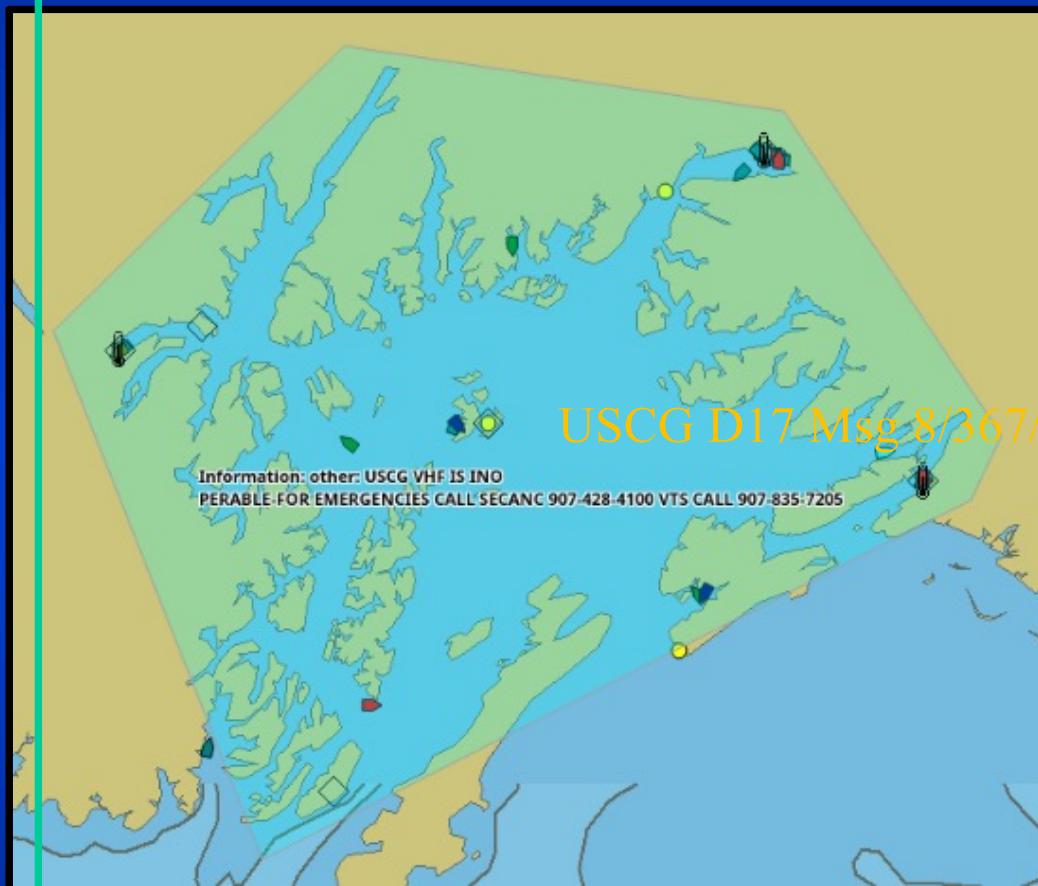 USCG D17 Msg 8/367/
Information: other: USCG VHF IS INO
PERABLE FOR EMERGENCIES CALL SECANC 907-428-4100 VTS CALL 907-835-7205